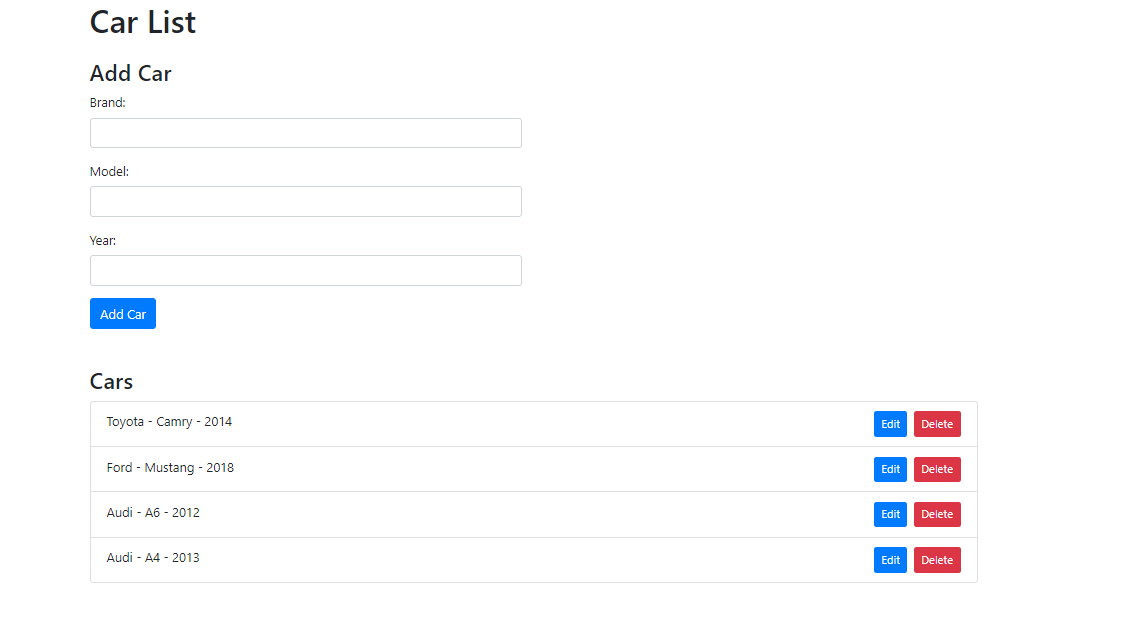 Car List
Add Car
Brand:
Model:
Year:
Add Car
Cars
Toyota - Camry - 2014 Edit Delete
Ford - Mustang - 2018 Edit Delete
Audi - A6 - 2012 Edit Delete
Audi - A4 - 2013 Edit Delete